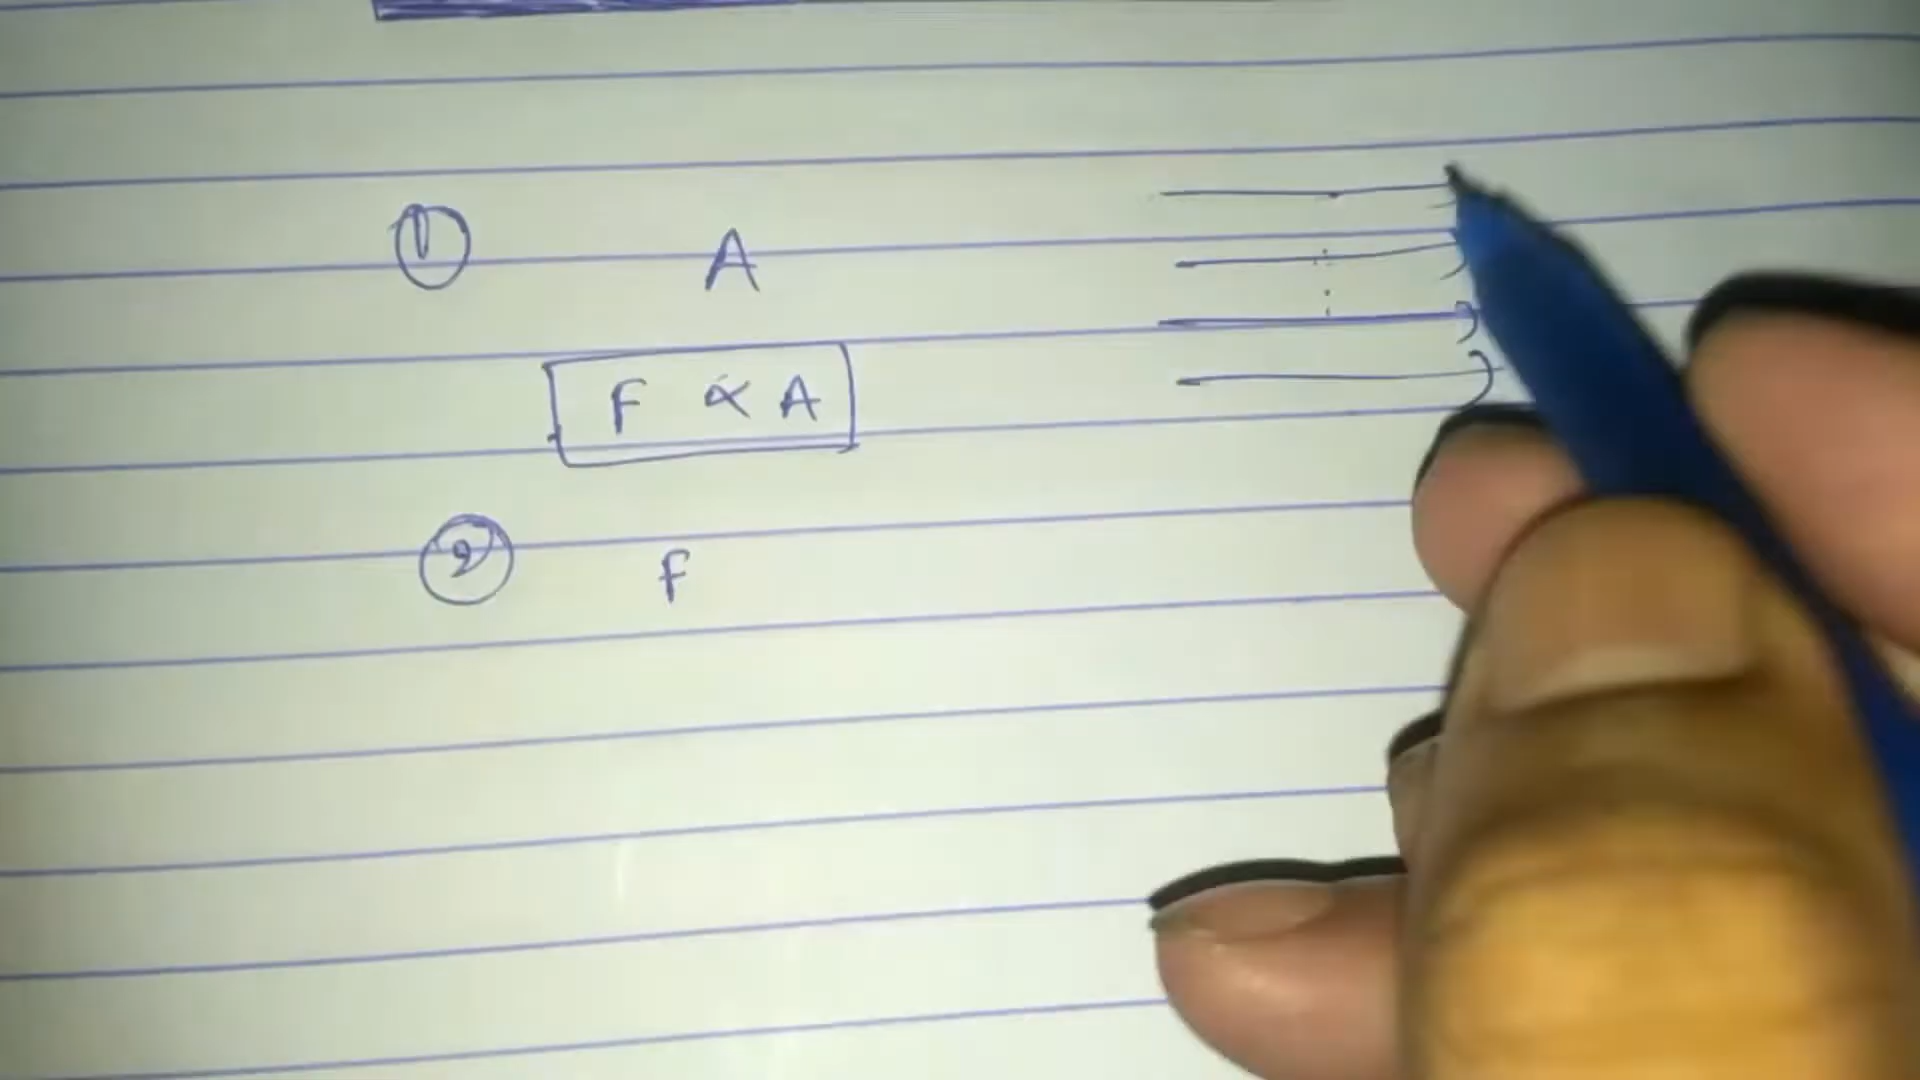 ① A
F ∝ A
② F